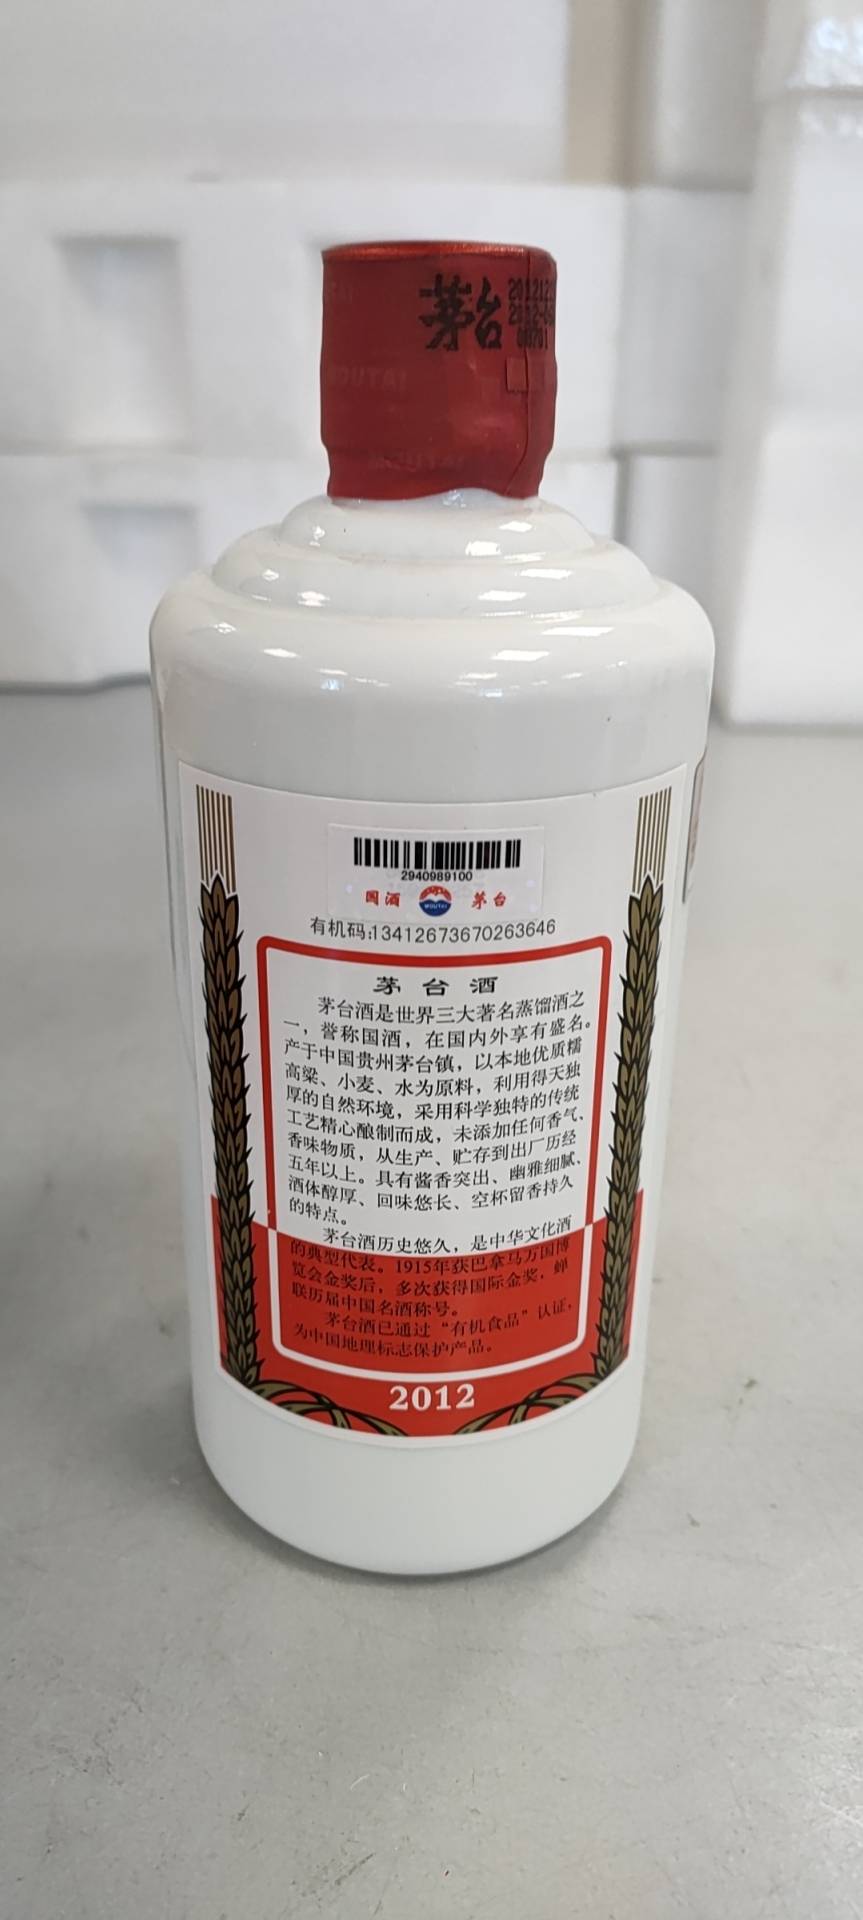 茅台
MOUTAI
2940989100
国酒 MOUTAI 茅台
有机码:13412673670263646
茅台酒
茅台酒是世界三大著名蒸馏酒之
一，誉称国酒，在国内外享有盛名。
产于中国贵州茅台镇，以本地优质糯
高粱、小麦、水为原料，利用得天独
厚的自然环境，采用科学独特的传统
工艺精心酿制而成，未添加任何香气、
香味物质，从生产、贮存到出厂历经
五年以上。具有酱香突出、幽雅细腻、
酒体醇厚、回味悠长、空杯留香持久
的特点。
茅台酒历史悠久，是中华文化酒
的典型代表。1915年获巴拿马万国博
览会金奖后，多次获得国际金奖，蝉
联历届中国名酒称号。
茅台酒已通过“有机食品”认证，
为中国地理标志保护产品。
2012